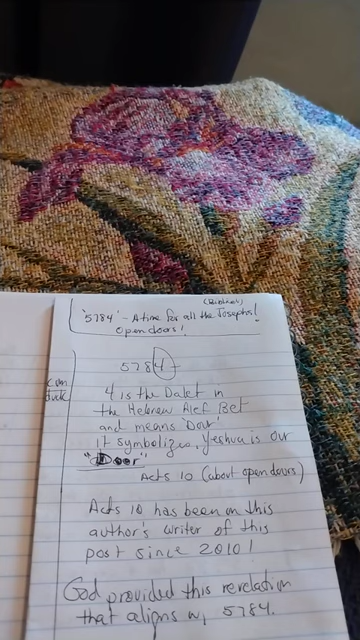 (Biblical)
'5784' - A time for all the Josephs!
Open doors!
5784
4 is the Dalet in
the Hebrew Alef Bet
and means 'Door'
it symbolizes. Yeshua is our
"Door"
Acts 10 (about open doors)
Acts 10 has been on this
author's writer of this
post since 2010!
God provided this revelation
that aligns w, 5784.